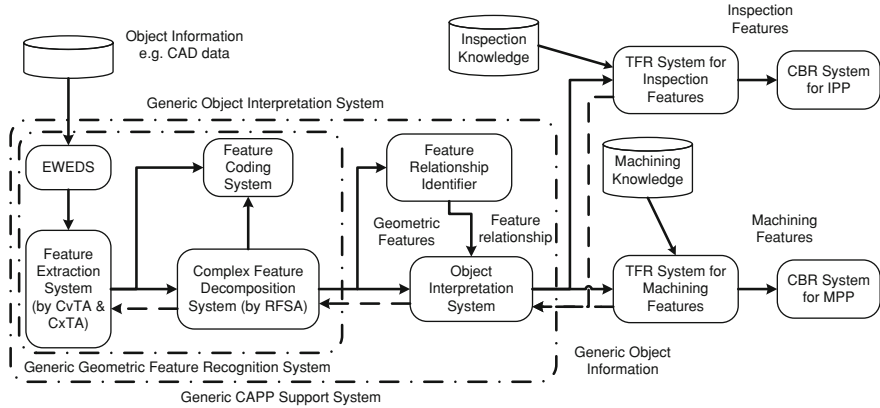 Object Information
e.g. CAD data
Inspection
Features
Inspection
Knowledge
TFR System for
Inspection
Features
CBR System
for IPP
Generic Object Interpretation System
EWEDS
Feature
Coding
System
Feature
Relationship
Identifier
Machining
Knowledge
Geometric
Features
Feature
relationship
Machining
Features
Feature
Extraction
System
(by CvTA &
CxTA)
Complex Feature
Decomposition
System (by RFSA)
Object
Interpretation
System
TFR System for
Machining
Features
CBR System
for MPP
Generic Geometric Feature Recognition System
Generic Object
Information
Generic CAPP Support System